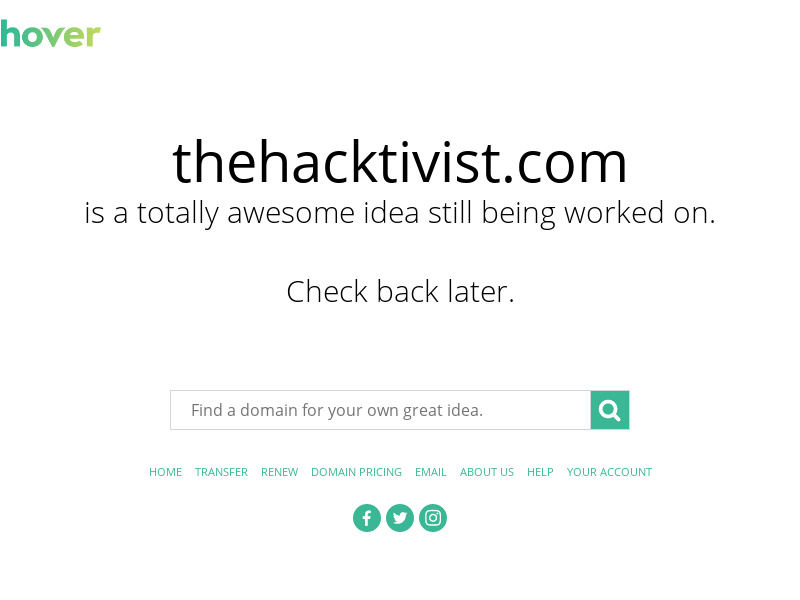 hover
thehacktivist.com
is a totally awesome idea still being worked on.
Check back later.
Find a domain for your own great idea.
HOME TRANSFER RENEW DOMAIN PRICING EMAIL ABOUT US HELP YOUR ACCOUNT